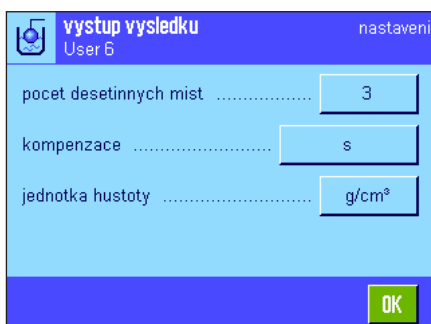 vystup vysledku nastaveni
User 6
pocet desetinnych mist .................. 3
kompenzace .......................... s
jednotka hustoty ............................ g/cm³
OK